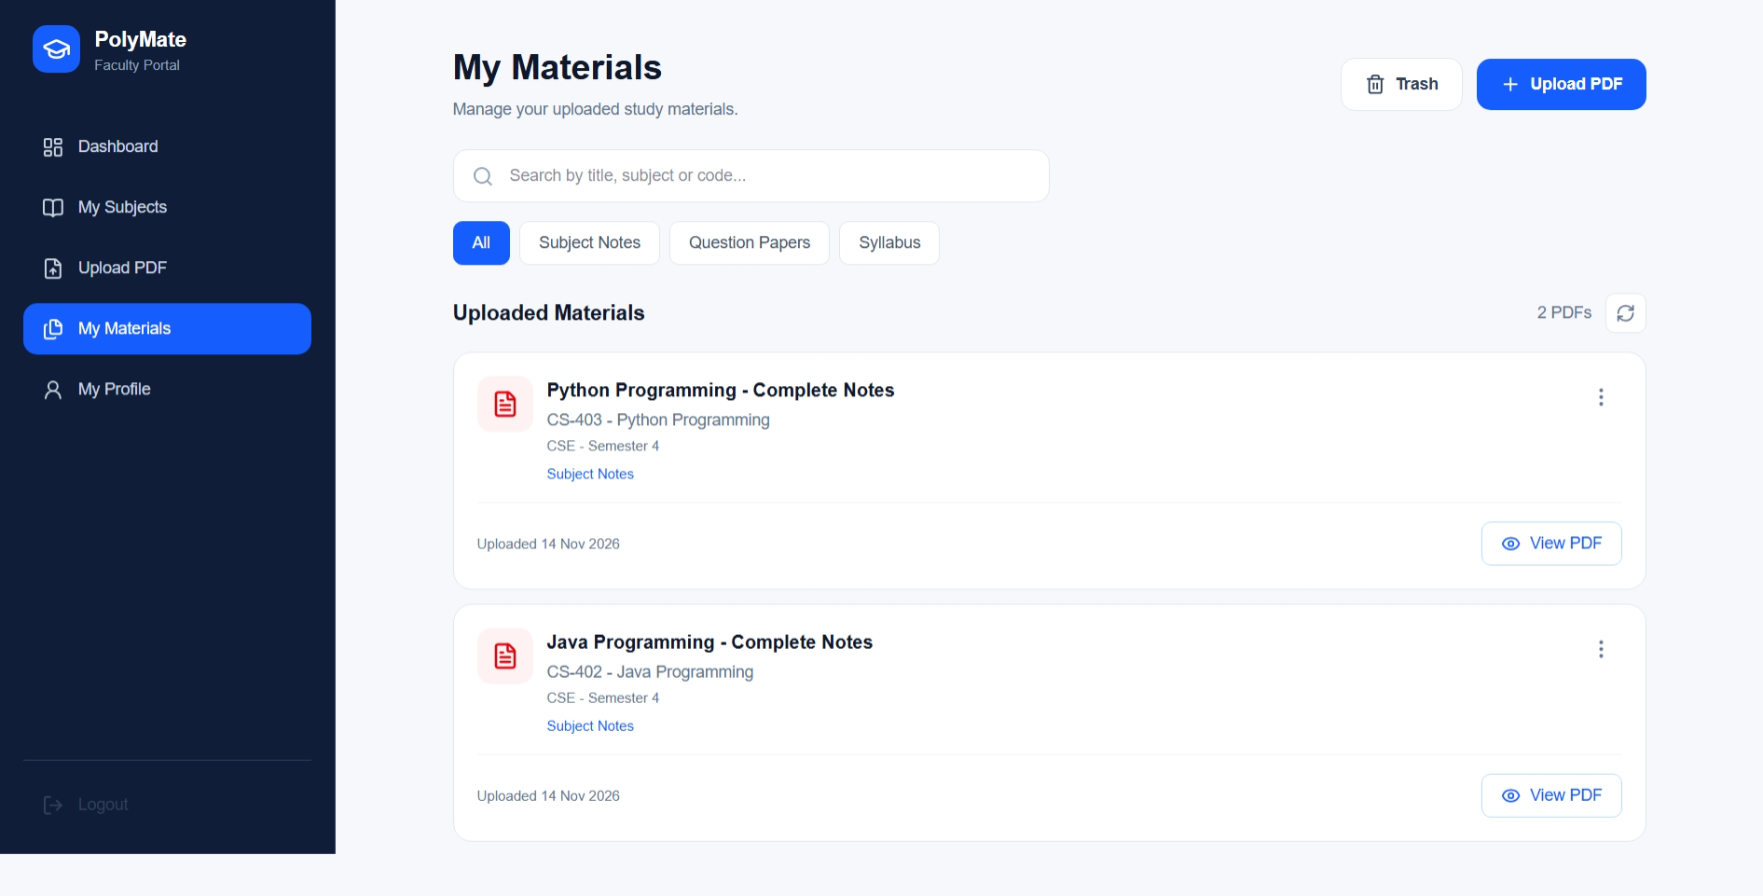 PolyMate
Faculty Portal
Dashboard
My Subjects
Upload PDF
My Materials
My Profile
Logout
My Materials
Manage your uploaded study materials.
Trash
Upload PDF
Search by title, subject or code...
All
Subject Notes
Question Papers
Syllabus
Uploaded Materials
2 PDFs
Python Programming - Complete Notes
CS-403 - Python Programming
CSE - Semester 4
Subject Notes
Uploaded 14 Nov 2026
View PDF
Java Programming - Complete Notes
CS-402 - Java Programming
CSE - Semester 4
Subject Notes
Uploaded 14 Nov 2026
View PDF